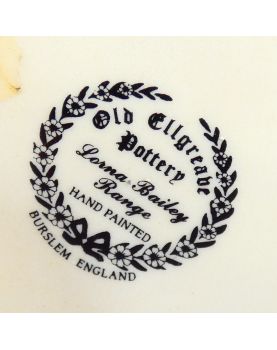 Old Ellgreave
Pottery
Lorna Bailey
Range
HAND PAINTED
BURSLEM ENGLAND